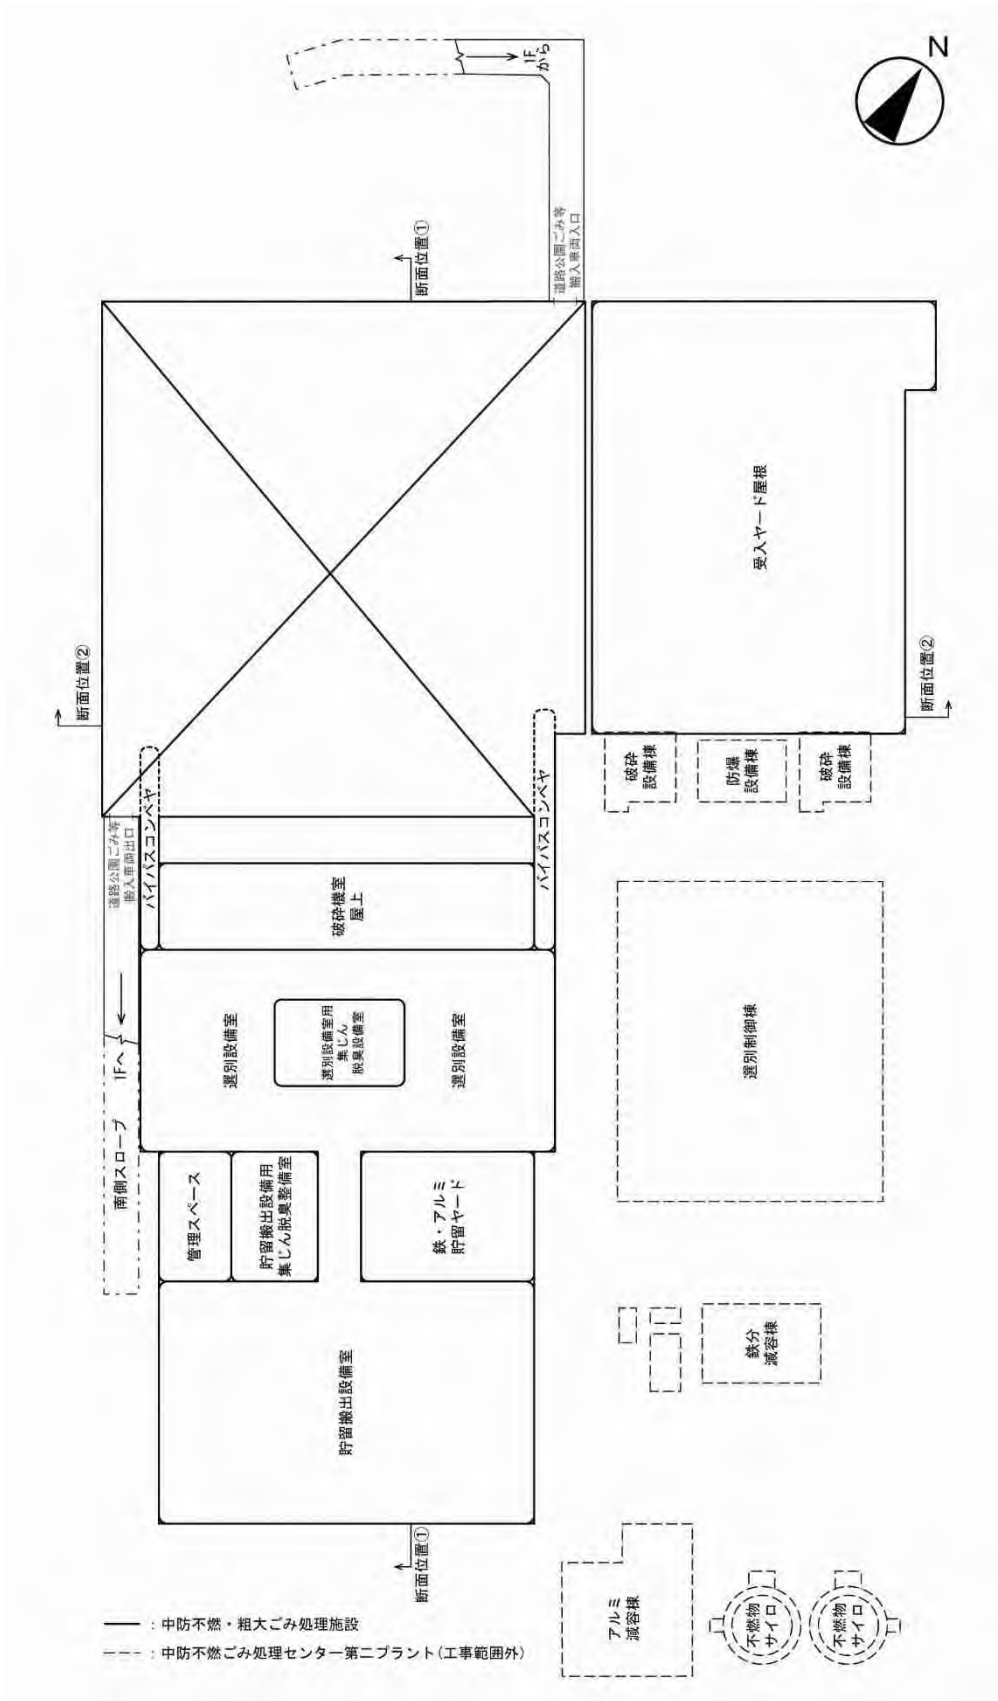 N
1F
から
断面位置①
道路公園ごみ等
搬入車両入口
受入ヤード屋根
断面位置②
断面位置②
バイパスコンベヤ
バイパスコンベヤ
破砕
設備棟
防爆
設備棟
破砕
設備棟
道路公園ごみ等
搬入車両出口
破砕機室
屋上
選別設備室
選別設備室用
集じん
脱臭設備室
選別設備室
選別制御棟
1Fへ
南側スロープ
管理スペース
貯留搬出設備用
集じん脱臭整備室
鉄・アルミ
貯留ヤード
鉄分
減容棟
貯留搬出設備室
断面位置①
アルミ
減容棟
不燃物
サイロ
不燃物
サイロ
:中防不燃・粗大ごみ処理施設
:中防不燃ごみ処理センター第二プラント(工事範囲外)